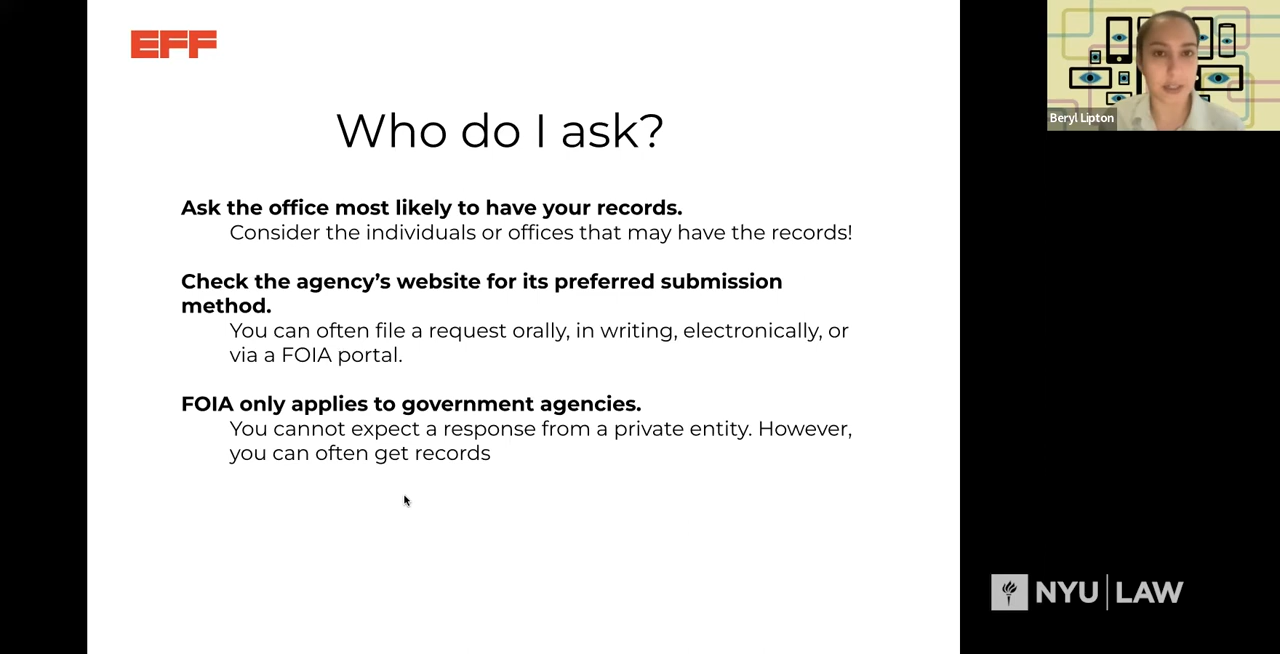 EFF
Who do I ask?
Ask the office most likely to have your records.
Consider the individuals or offices that may have the records!
Check the agency’s website for its preferred submission
method.
You can often file a request orally, in writing, electronically, or
via a FOIA portal.
FOIA only applies to government agencies.
You cannot expect a response from a private entity. However,
you can often get records
Beryl Lipton
NYU | LAW